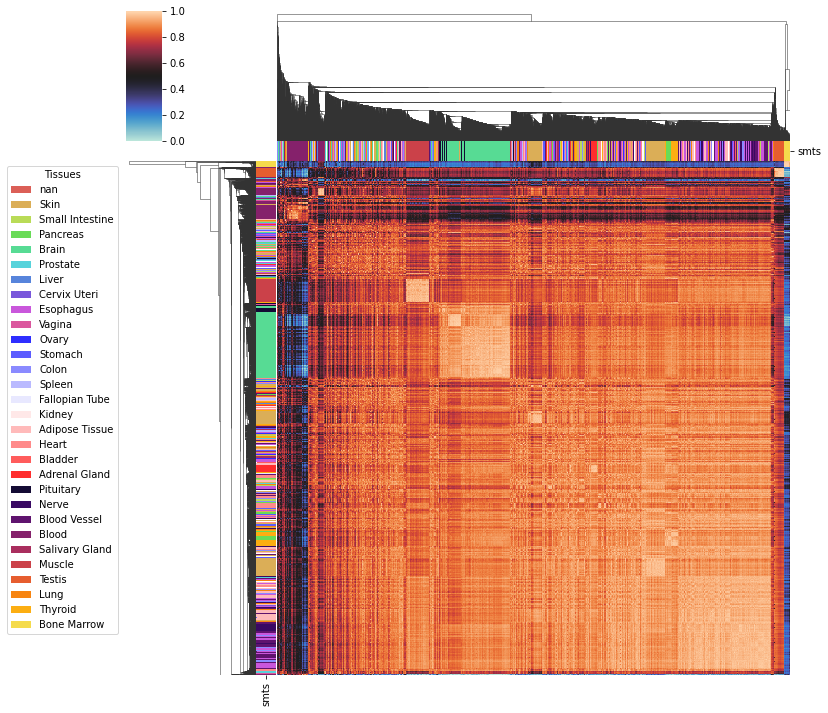 1.0
0.8
0.6
0.4
0.2
0.0
smts
Tissues
nan
Skin
Small Intestine
Pancreas
Brain
Prostate
Liver
Cervix Uteri
Esophagus
Vagina
Ovary
Stomach
Colon
Spleen
Fallopian Tube
Kidney
Adipose Tissue
Heart
Bladder
Adrenal Gland
Pituitary
Nerve
Blood Vessel
Blood
Salivary Gland
Muscle
Testis
Lung
Thyroid
Bone Marrow
smts